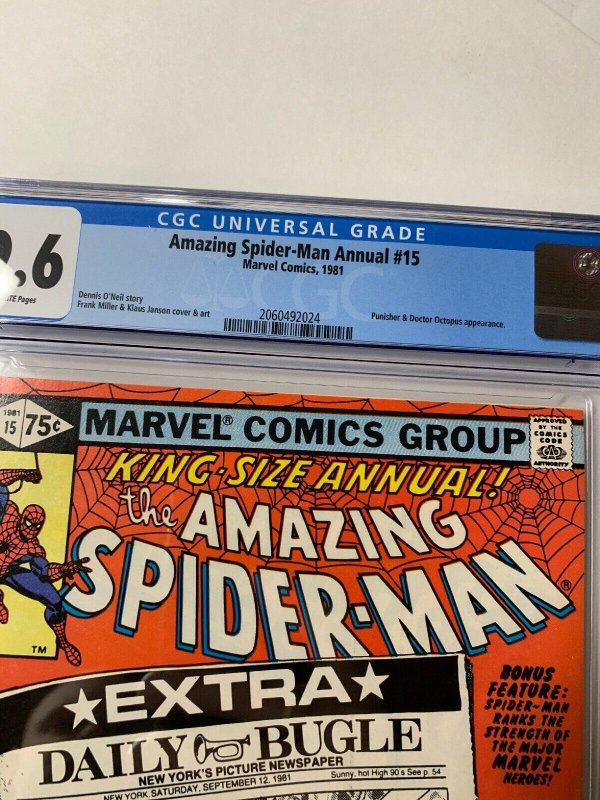 CGC UNIVERSAL GRADE
.6
Amazing Spider-Man Annual #15
Marvel Comics, 1981
Pages
Dennis O'Neil story
Frank Miller & Klaus Janson cover & art
2060492024
Punisher & Doctor Octopus appearance.
CGC
1981
15
75¢
MARVEL® COMICS GROUP
APPROVED
BY THE
COMICS
CODE
AUTHORITY
KING-SIZE ANNUAL!
the AMAZING
SPIDER-MAN
®
TM
★EXTRA★
DAILY BUGLE
NEW YORK'S PICTURE NEWSPAPER
NEW YORK, SATURDAY, SEPTEMBER 12, 1981
Sunny, hot High 90's See p. 54
BONUS
FEATURE:
SPIDER-MAN
RANKS THE
STRENGTH OF
THE MAJOR
MARVEL
HEROES!